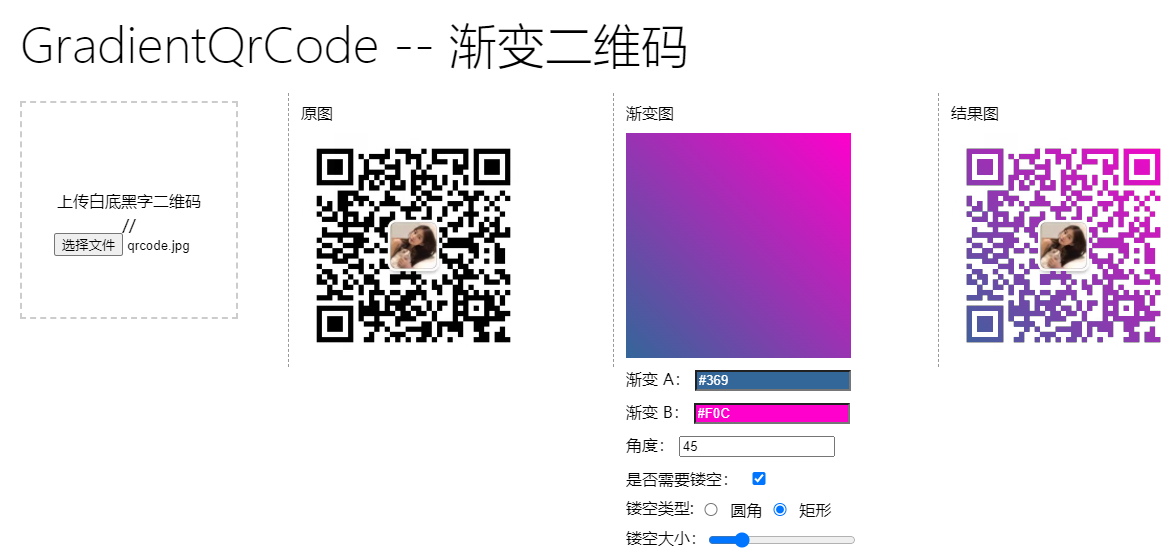 GradientQrCode -- 渐变二维码
上传白底黑字二维码
//
选择文件 qrcode.jpg
原图
渐变图
渐变 A： #369
渐变 B： #F0C
角度： 45
是否需要镂空：
镂空类型: 圆角 矩形
镂空大小：
结果图